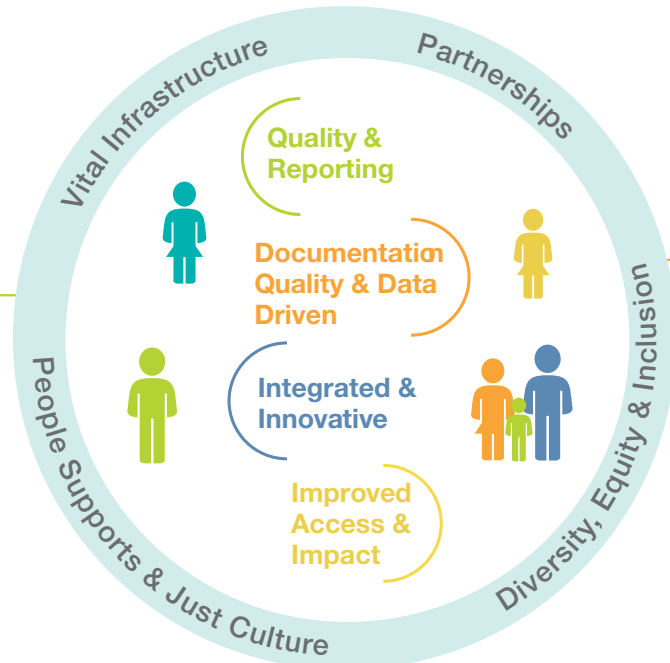 Vital Infrastructure
Partnerships
Quality &
Reporting
Documentation
Quality & Data
Driven
Integrated &
Innovative
Improved
Access &
Impact
People Supports & Just Culture
Diversity, Equity & Inclusion